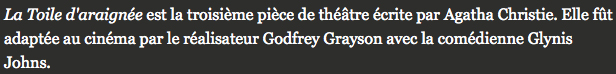 La Toile d'araignée est la troisième pièce de théâtre écrite par Agatha Christie. Elle fût
adaptée au cinéma par le réalisateur Godfrey Grayson avec la comédienne Glynis
Johns.